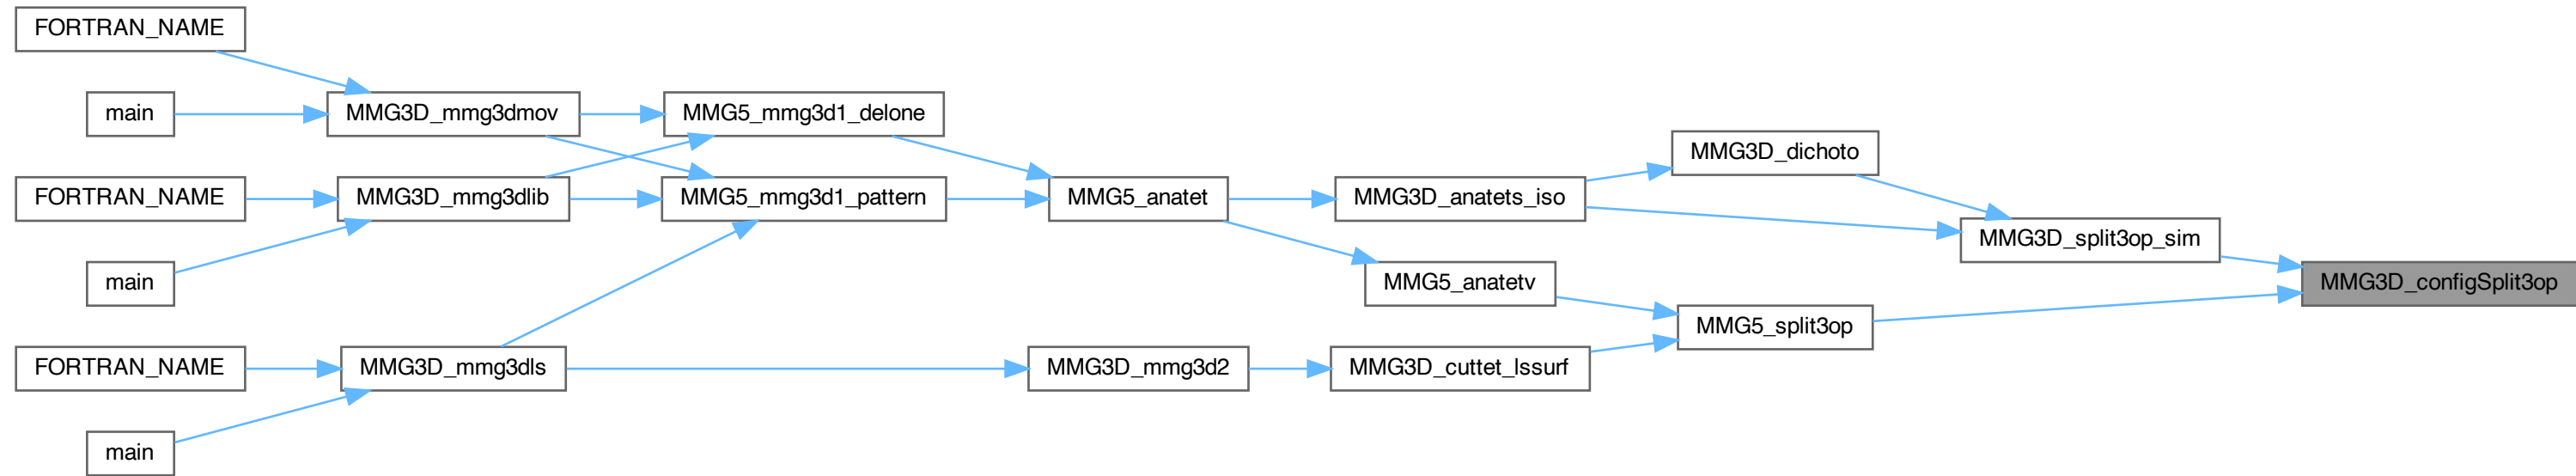 FORTRAN_NAME
main
MMG3D_mmg3dmov
MMG5_mmg3d1_delone
MMG3D_dichoto
FORTRAN_NAME
MMG3D_mmg3dlib
MMG5_mmg3d1_pattern
MMG5_anatet
MMG3D_anatets_iso
MMG3D_split3op_sim
main
MMG5_anatetv
MMG3D_configSplit3op
MMG5_split3op
FORTRAN_NAME
MMG3D_mmg3dls
MMG3D_mmg3d2
MMG3D_cuttet_lssurf
main